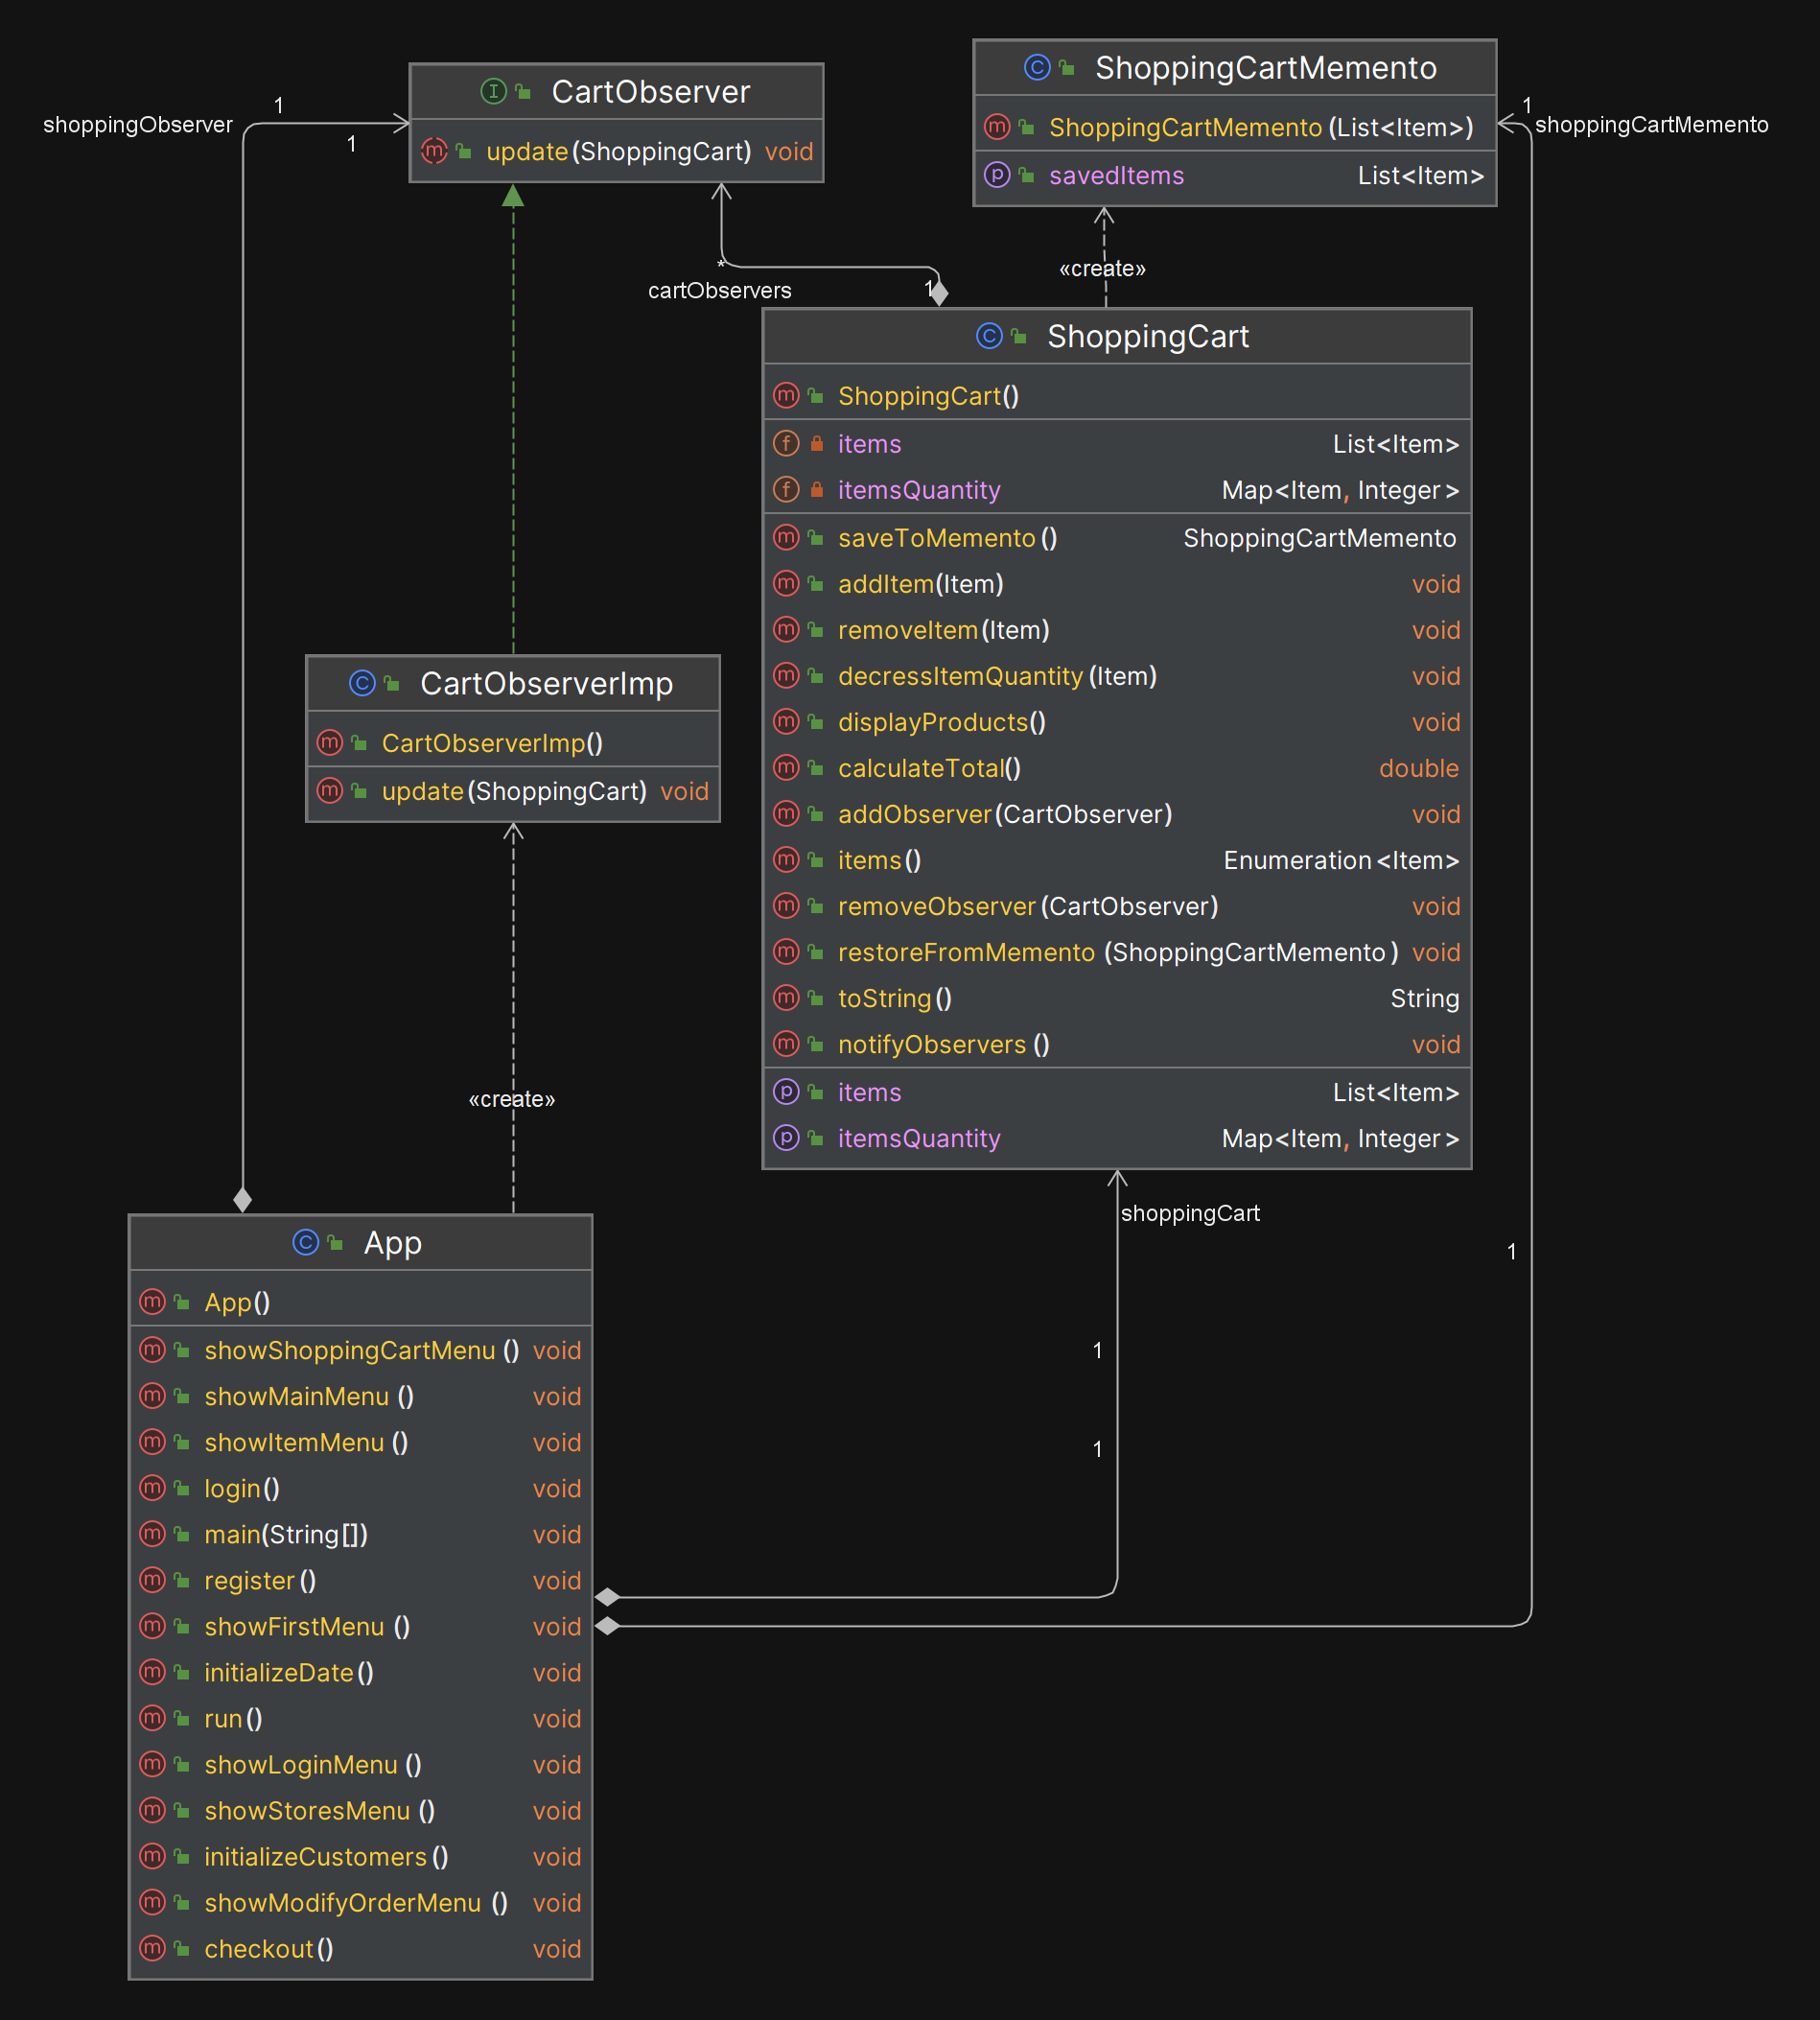 shoppingObserver
1
1
CartObserver
update(ShoppingCart) void
ShoppingCartMemento
ShoppingCartMemento(List<Item>)
savedItems List<Item>
1
shoppingCartMemento
*
cartObservers
1
«create»
ShoppingCart
ShoppingCart()
items List<Item>
itemsQuantity Map<Item, Integer>
saveToMemento() ShoppingCartMemento
addItem(Item) void
removeItem(Item) void
decressItemQuantity(Item) void
displayProducts() void
calculateTotal() double
addObserver(CartObserver) void
items() Enumeration<Item>
removeObserver(CartObserver) void
restoreFromMemento(ShoppingCartMemento) void
toString() String
notifyObservers() void
items List<Item>
itemsQuantity Map<Item, Integer>
CartObserverImp
CartObserverImp()
update(ShoppingCart) void
«create»
shoppingCart
1
1
1
App
App()
showShoppingCartMenu() void
showMainMenu() void
showItemMenu() void
login() void
main(String[]) void
register() void
showFirstMenu() void
initializeDate() void
run() void
showLoginMenu() void
showStoresMenu() void
initializeCustomers() void
showModifyOrderMenu() void
checkout() void